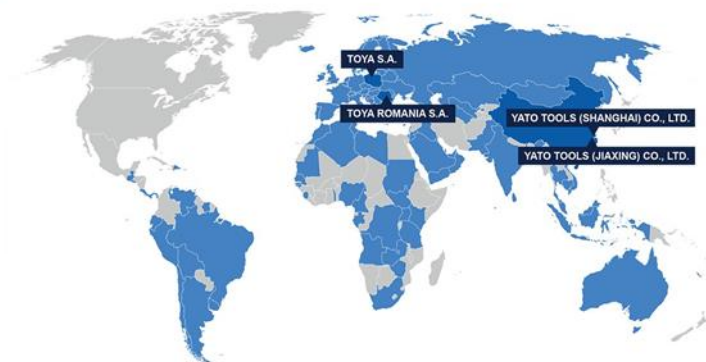 TOYA S.A.
TOYA ROMANIA S.A.
YATO TOOLS (SHANGHAI) CO., LTD.
YATO TOOLS (JIAXING) CO., LTD.